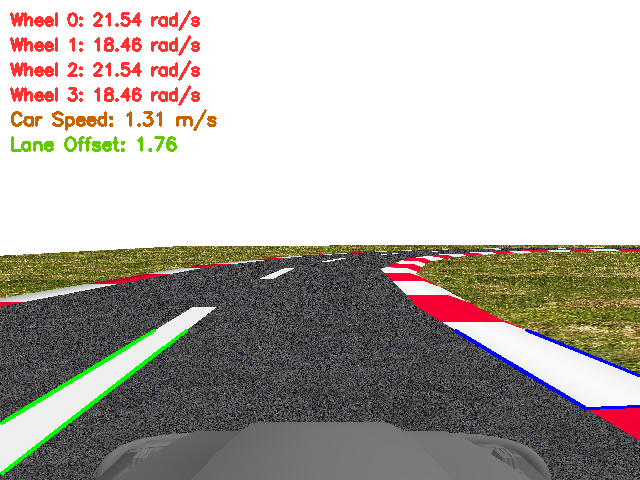 Wheel 0: 21.54 rad/s
Wheel 1: 18.46 rad/s
Wheel 2: 21.54 rad/s
Wheel 3: 18.46 rad/s
Car Speed: 1.31 m/s
Lane Offset: 1.76